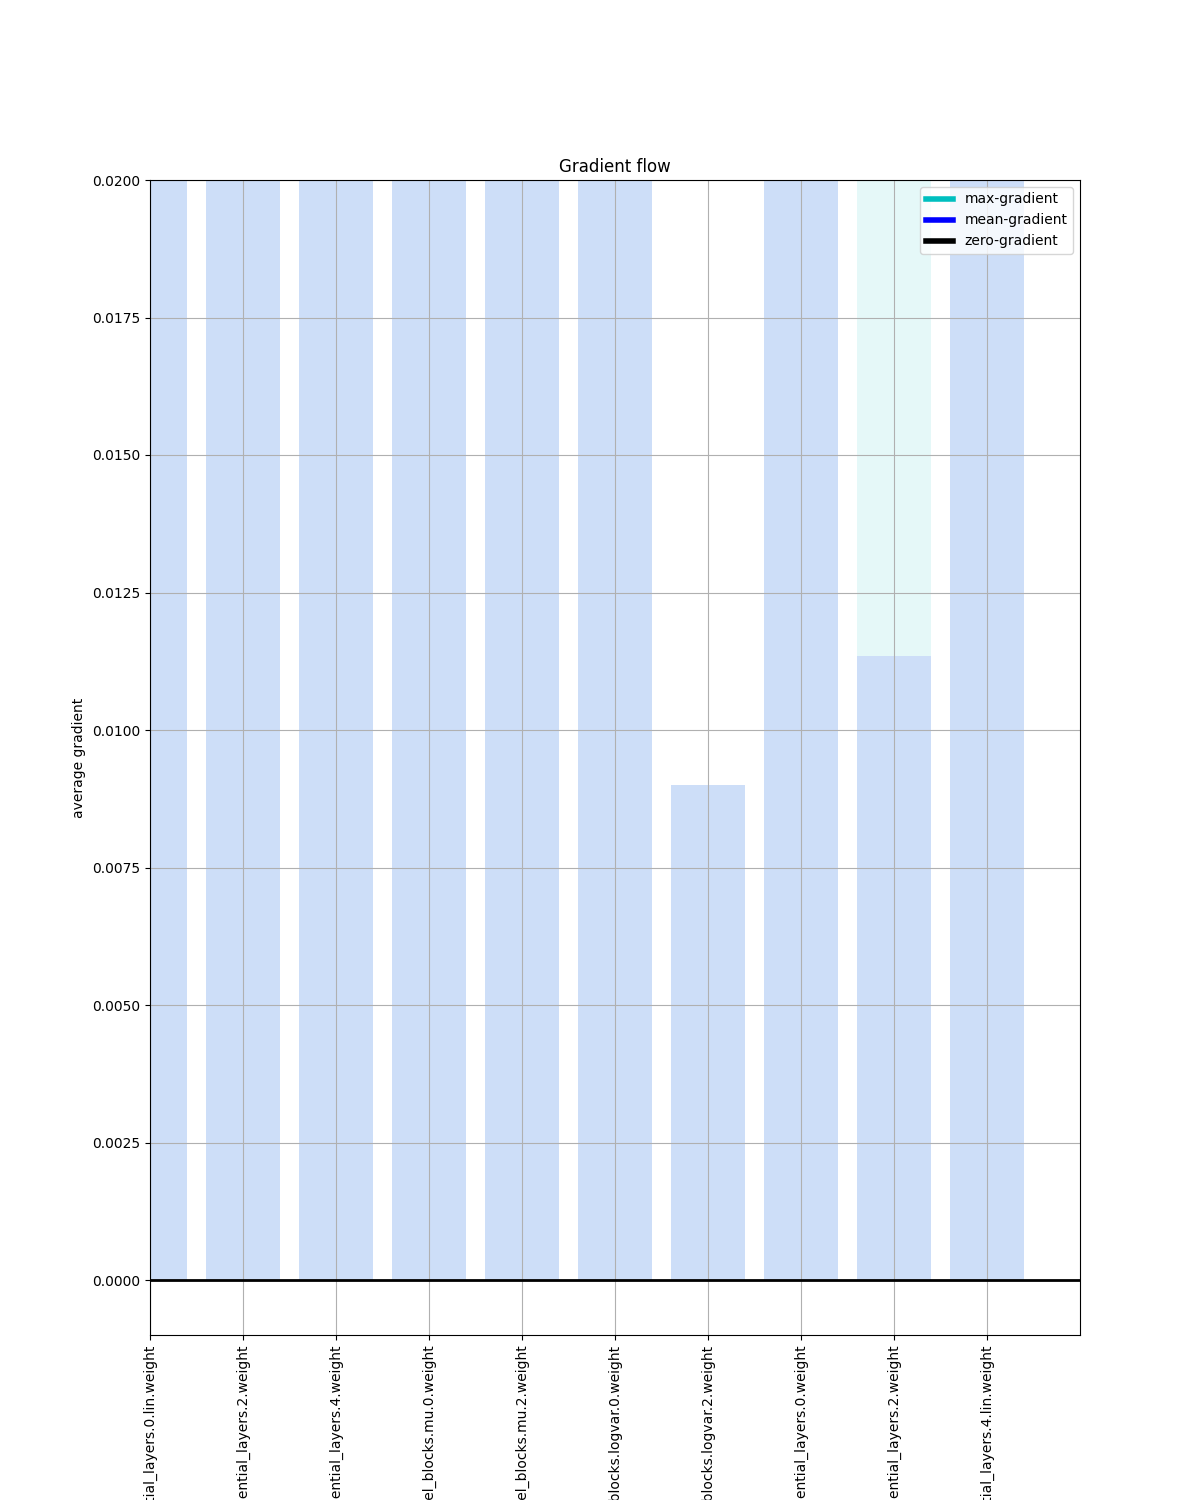 Gradient flow
max-gradient
mean-gradient
zero-gradient
0.0200
0.0175
0.0150
0.0125
0.0100
0.0075
0.0050
0.0025
0.0000
average gradient
tial_layers.0.lin.weight
ential_layers.2.weight
ential_layers.4.weight
el_blocks.mu.0.weight
el_blocks.mu.2.weight
blocks.logvar.0.weight
blocks.logvar.2.weight
ential_layers.0.weight
ential_layers.2.weight
tial_layers.4.lin.weight